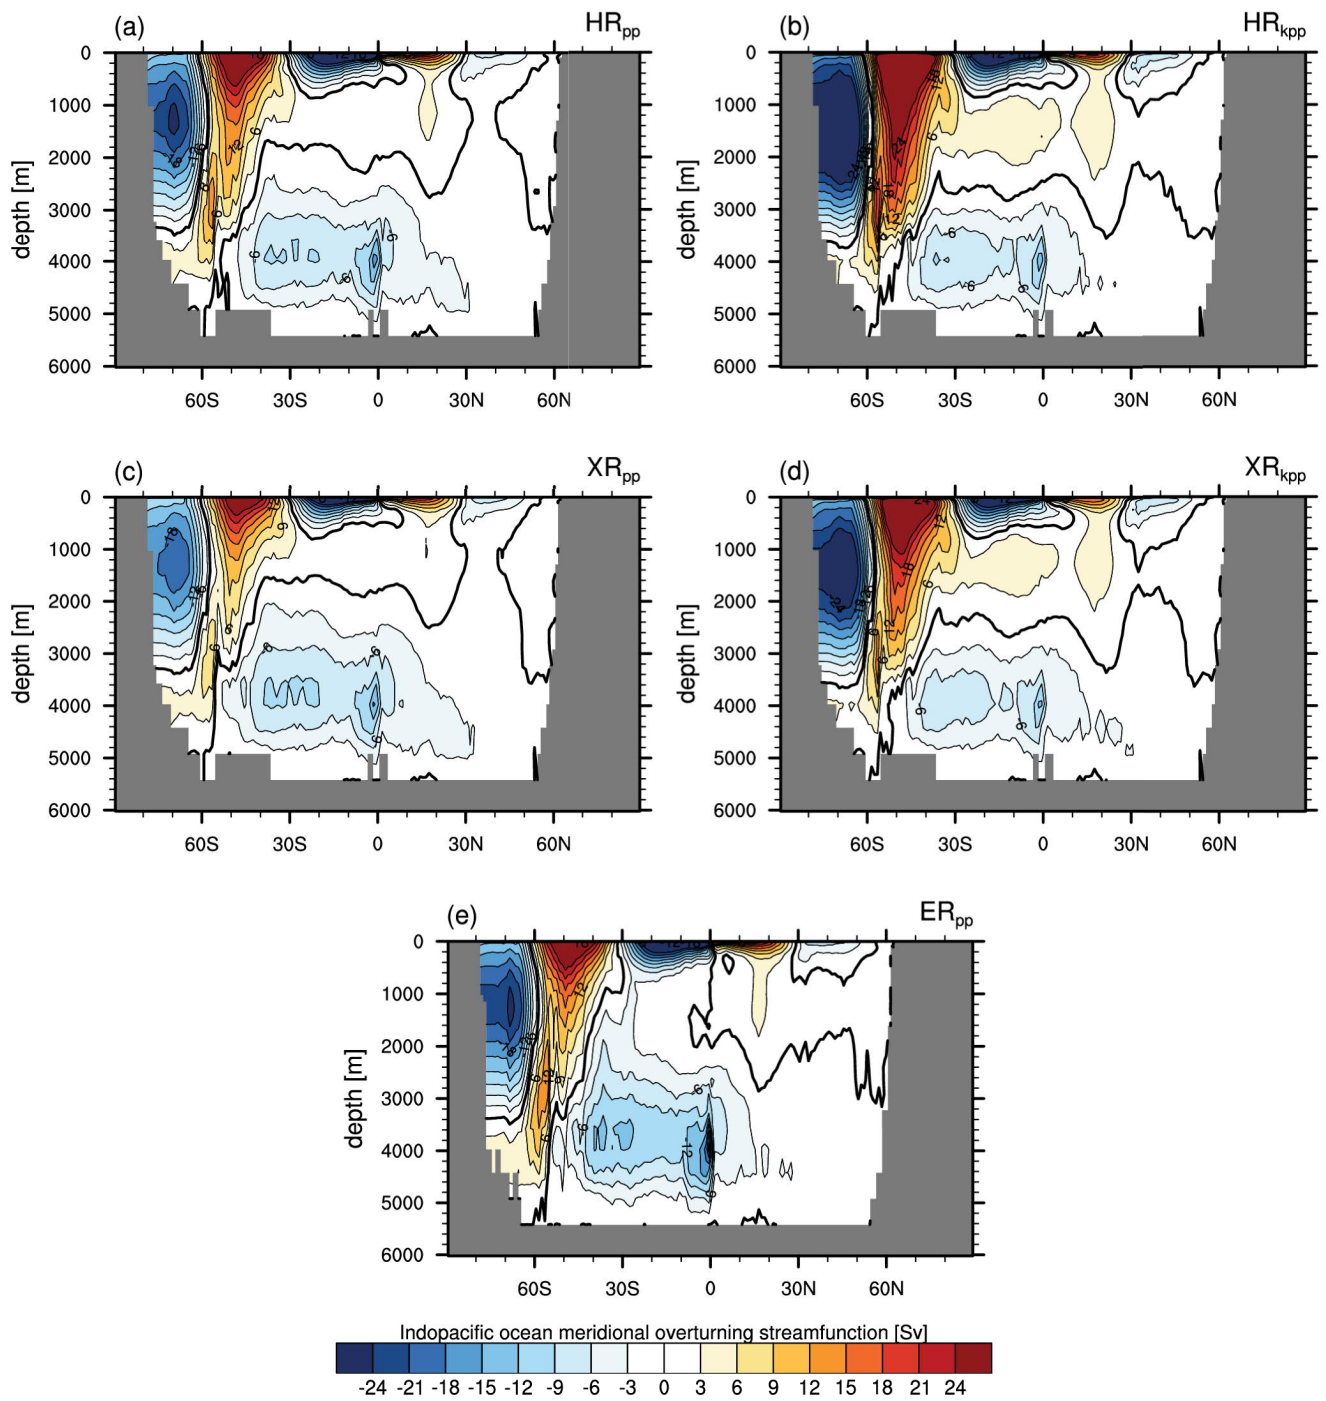 (a) HRpp
(b) HRkpp
depth [m]
0
1000
2000
3000
4000
5000
6000
60S 30S 0 30N 60N
depth [m]
0
1000
2000
3000
4000
5000
6000
60S 30S 0 30N 60N
(c) XRpp
(d) XRkpp
depth [m]
0
1000
2000
3000
4000
5000
6000
60S 30S 0 30N 60N
depth [m]
0
1000
2000
3000
4000
5000
6000
60S 30S 0 30N 60N
(e) ERpp
depth [m]
0
1000
2000
3000
4000
5000
6000
60S 30S 0 30N 60N
Indopacific ocean meridional overturning streamfunction [Sv]
-24 -21 -18 -15 -12 -9 -6 -3 0 3 6 9 12 15 18 21 24